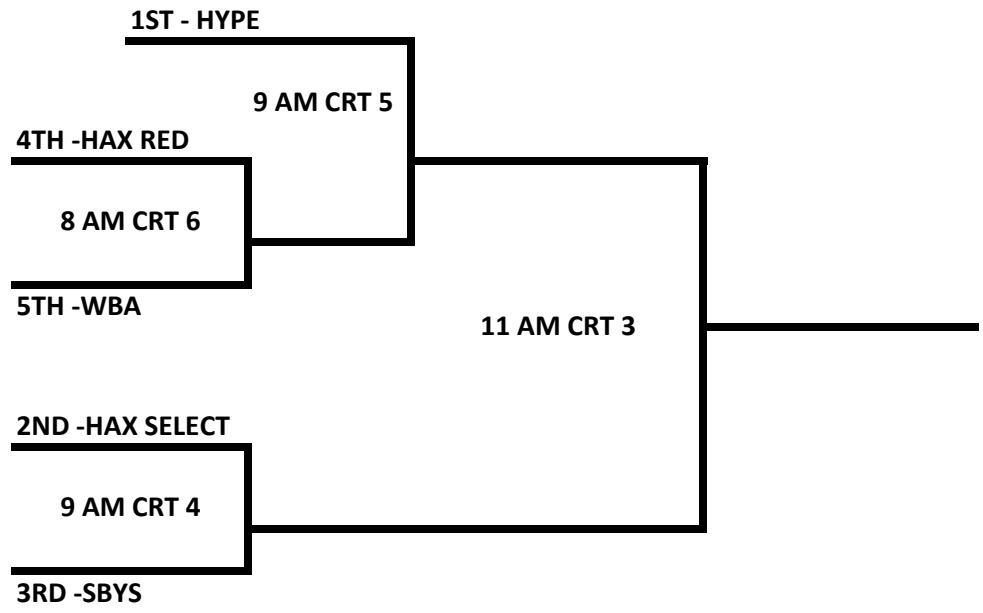 1ST - HYPE
9 AM CRT 5
4TH -HAX RED
8 AM CRT 6
5TH -WBA
11 AM CRT 3
2ND -HAX SELECT
9 AM CRT 4
3RD -SBYS